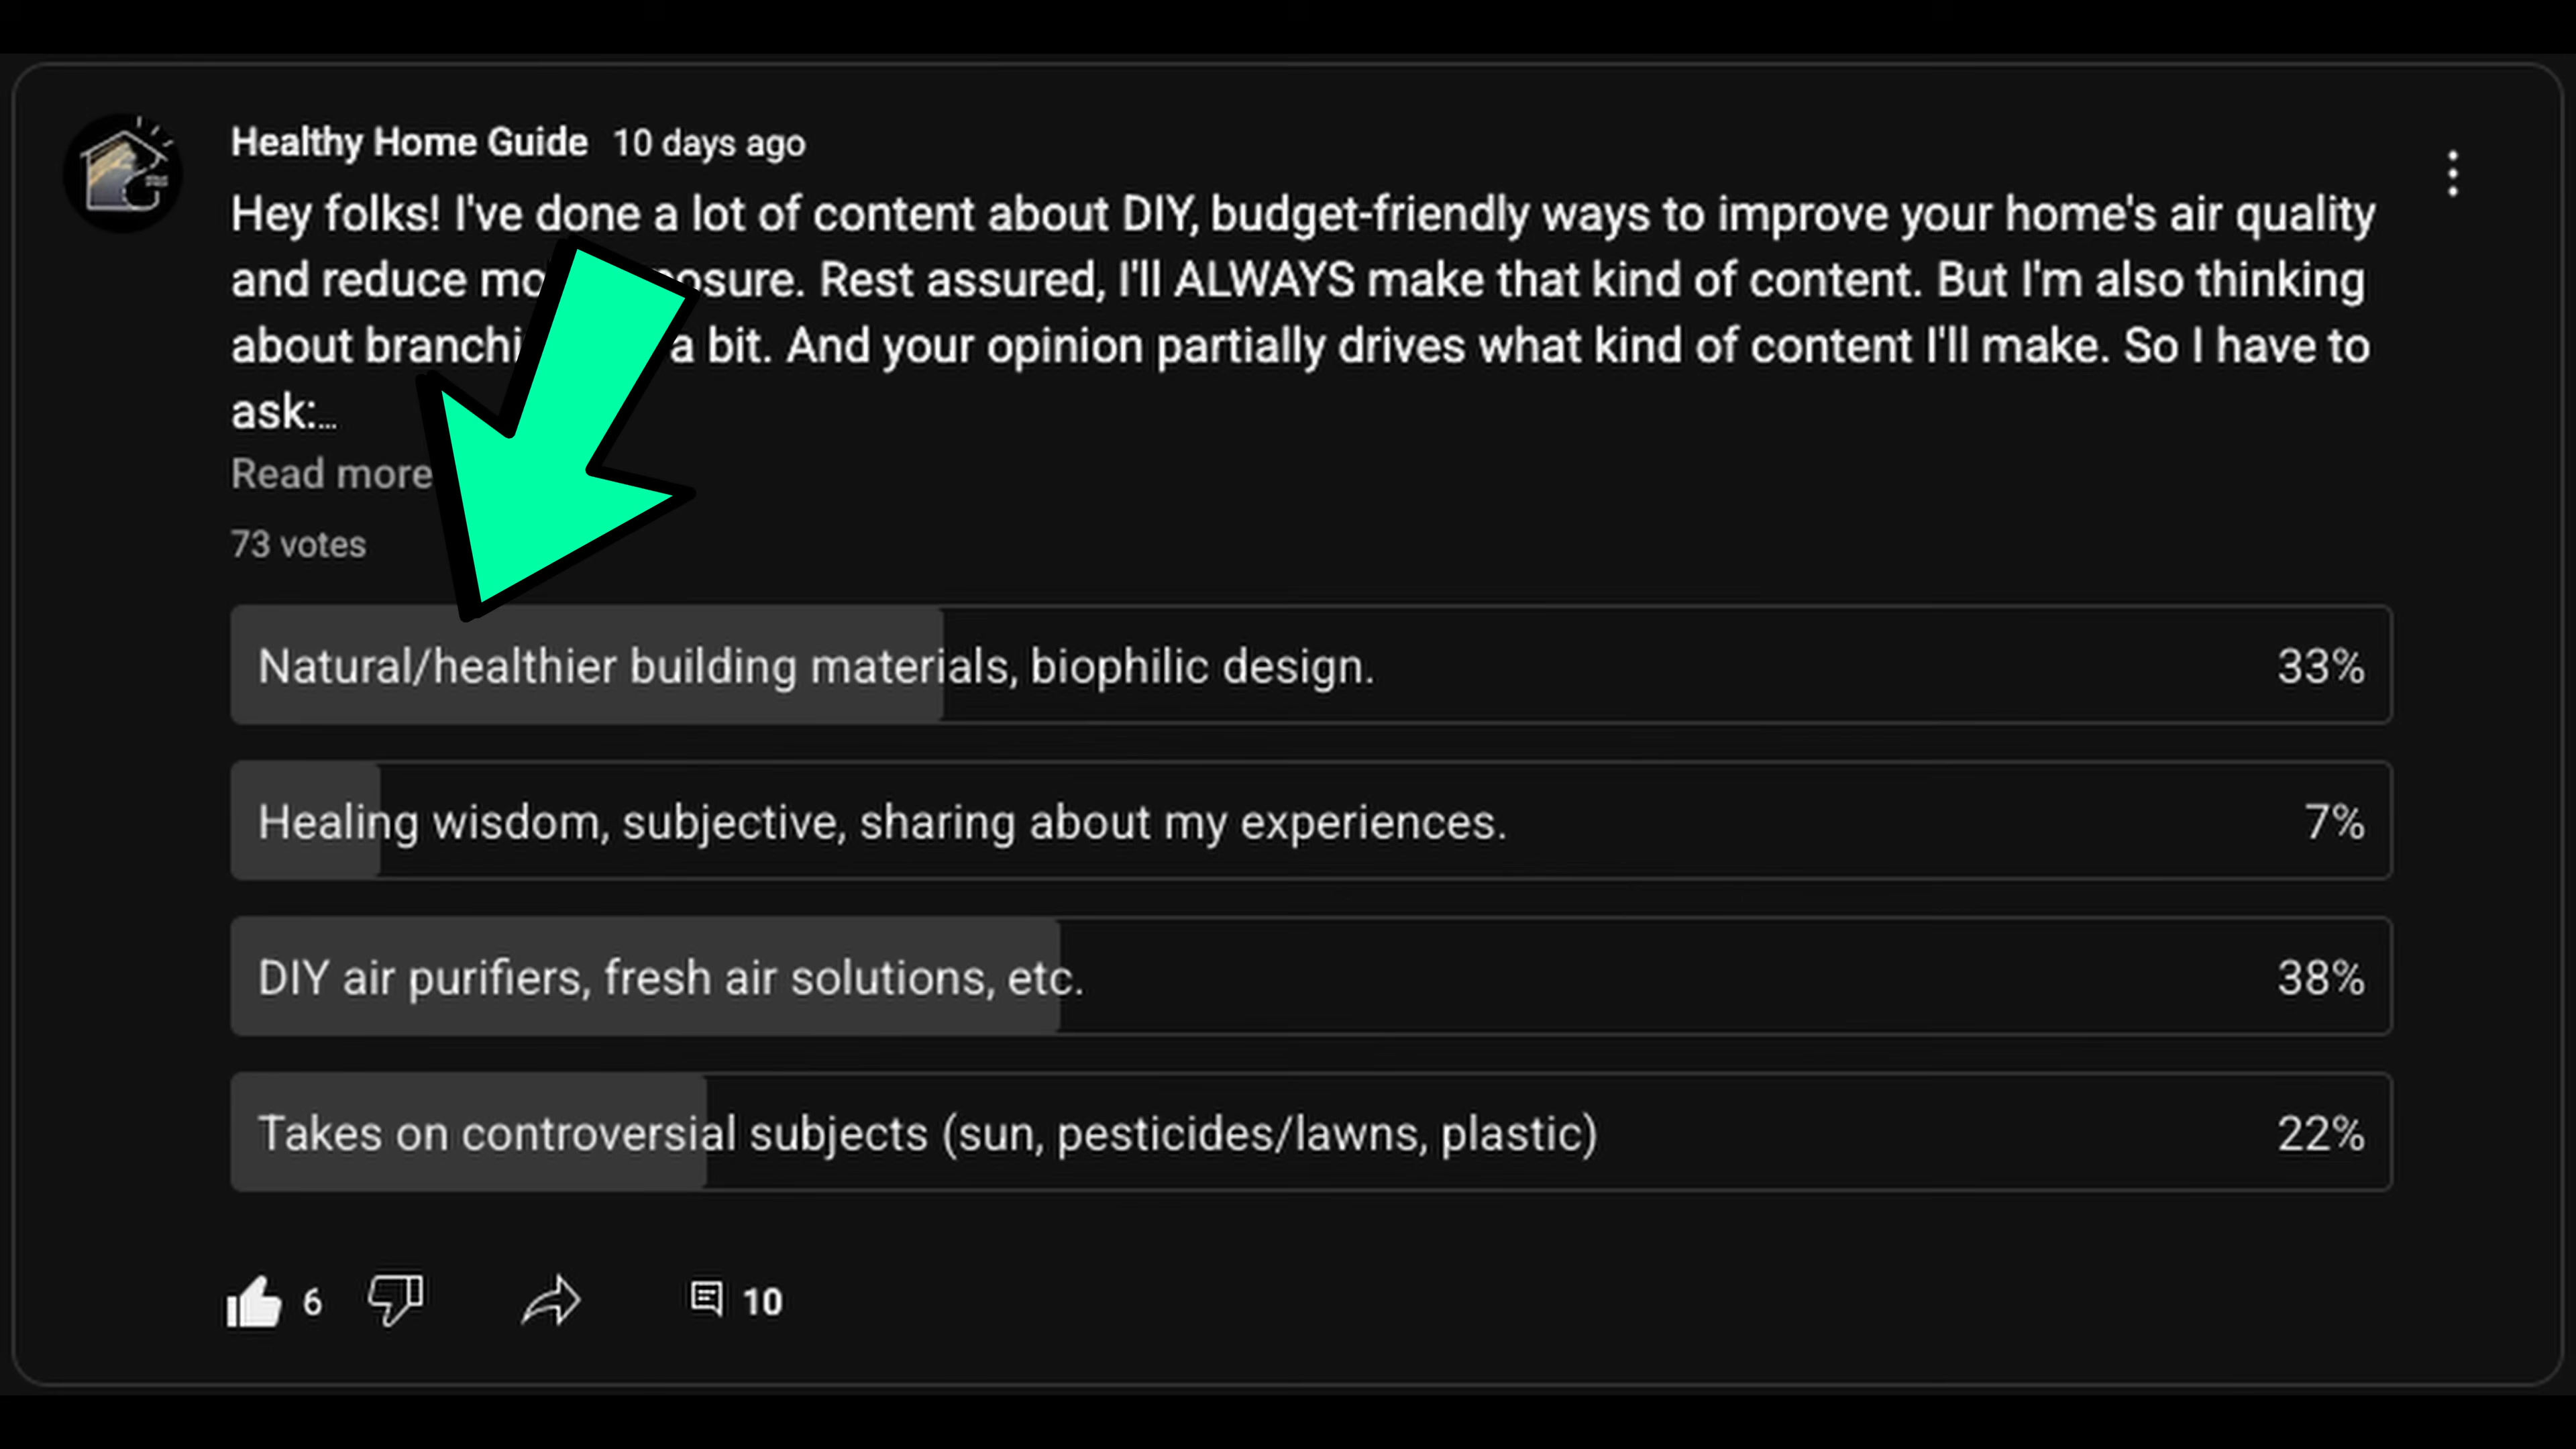 Healthy Home Guide 10 days ago
Hey folks! I've done a lot of content about DIY, budget-friendly ways to improve your home's air quality
and reduce posure. Rest assured, I'll ALWAYS make that kind of content. But I'm also thinking
about a bit. And your opinion partially drives what kind of content I'll make. So I have to
ask:...
Read more
73 votes
Natural/healthier building materials, biophilic design. 33%
Healing wisdom, subjective, sharing about my experiences. 7%
DIY air purifiers, fresh air solutions, etc. 38%
Takes on controversial subjects (sun, pesticides/lawns, plastic) 22%
6 10